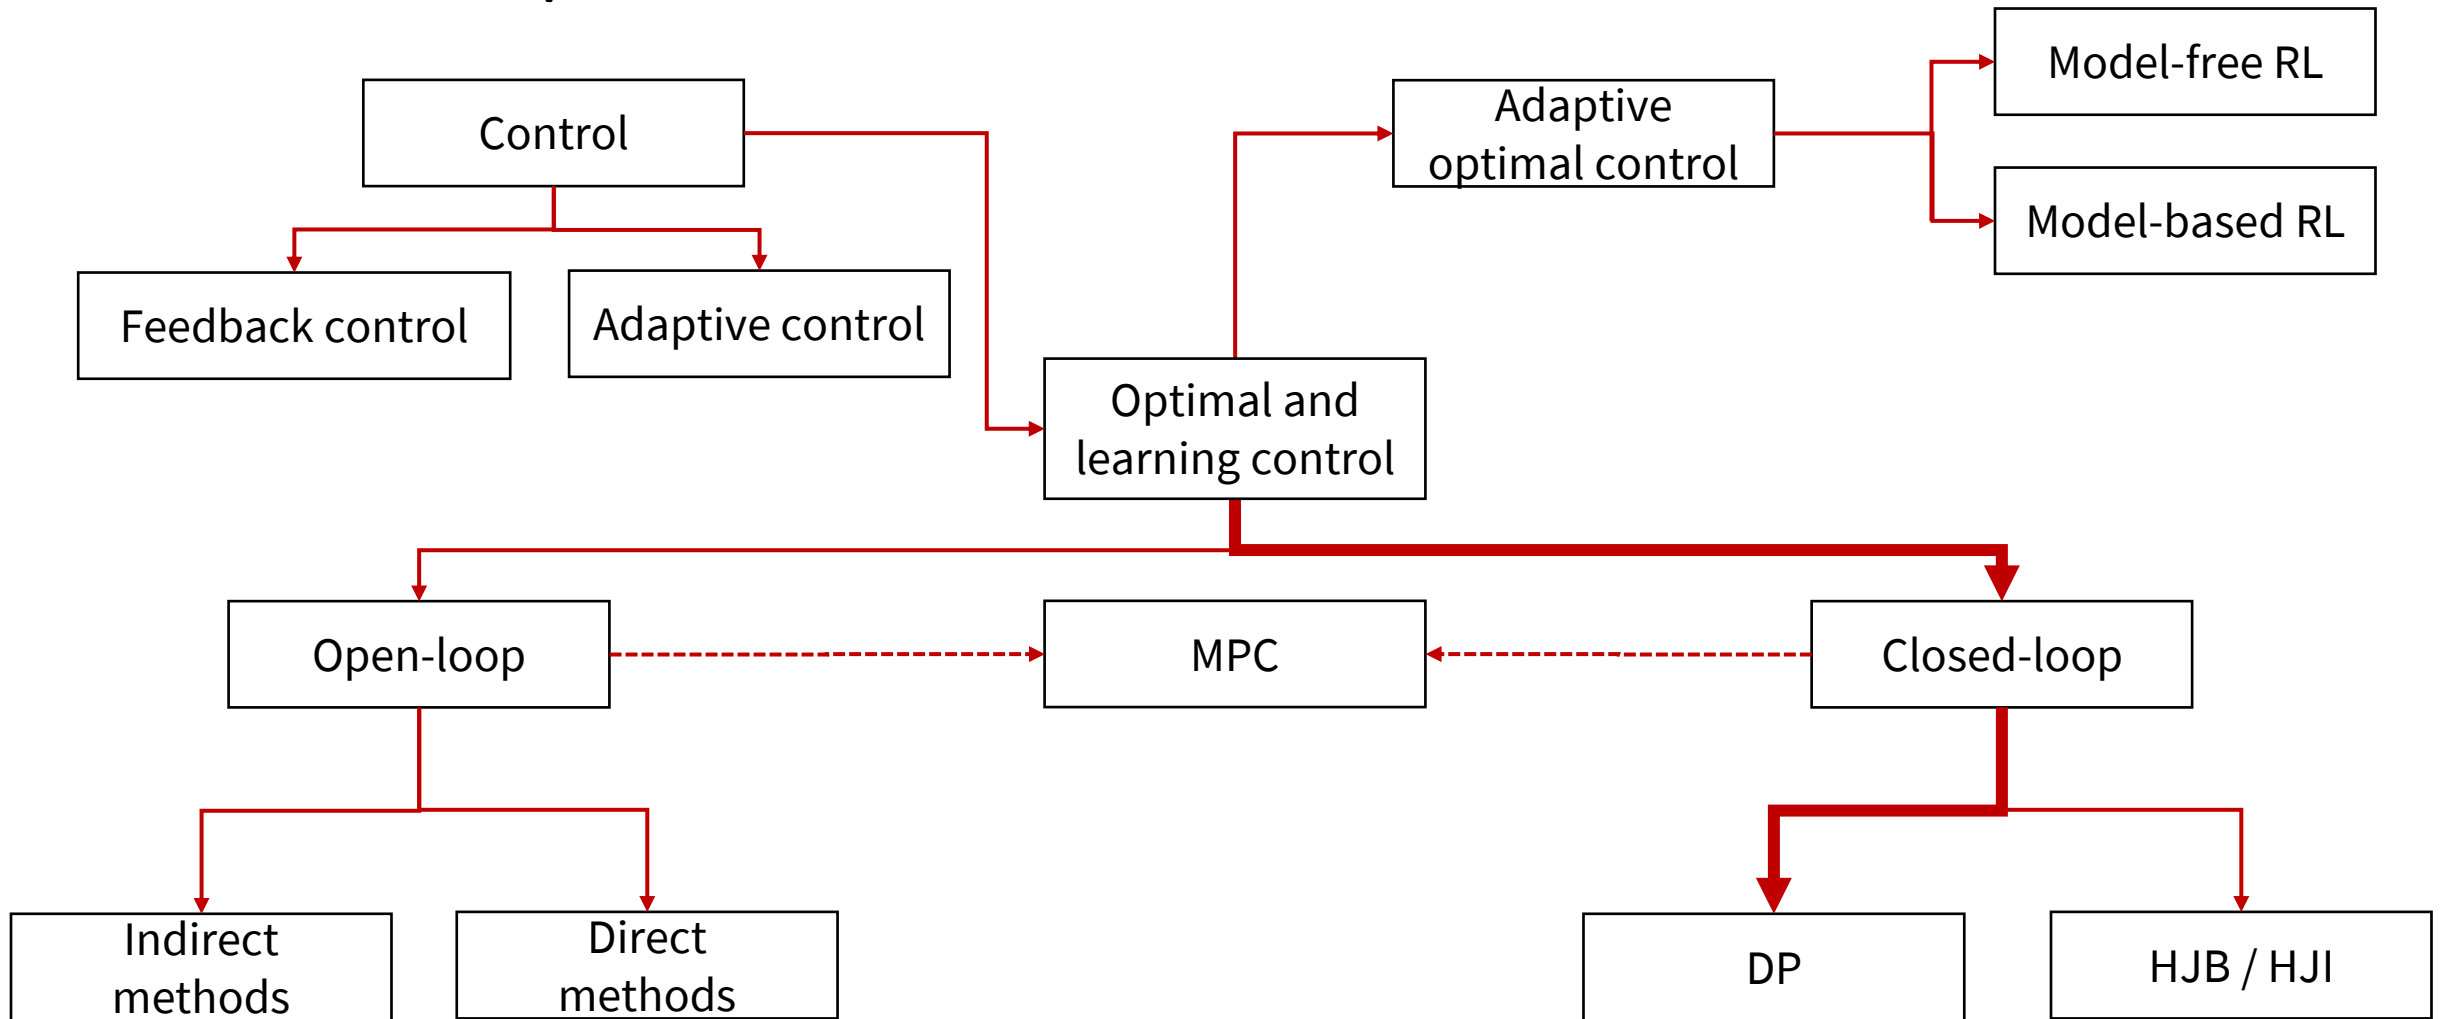 Model-free RL
Control
Adaptive
optimal control
Model-based RL
Feedback control
Adaptive control
Optimal and
learning control
Open-loop
MPC
Closed-loop
Indirect
methods
Direct
methods
DP
HJB / HJI